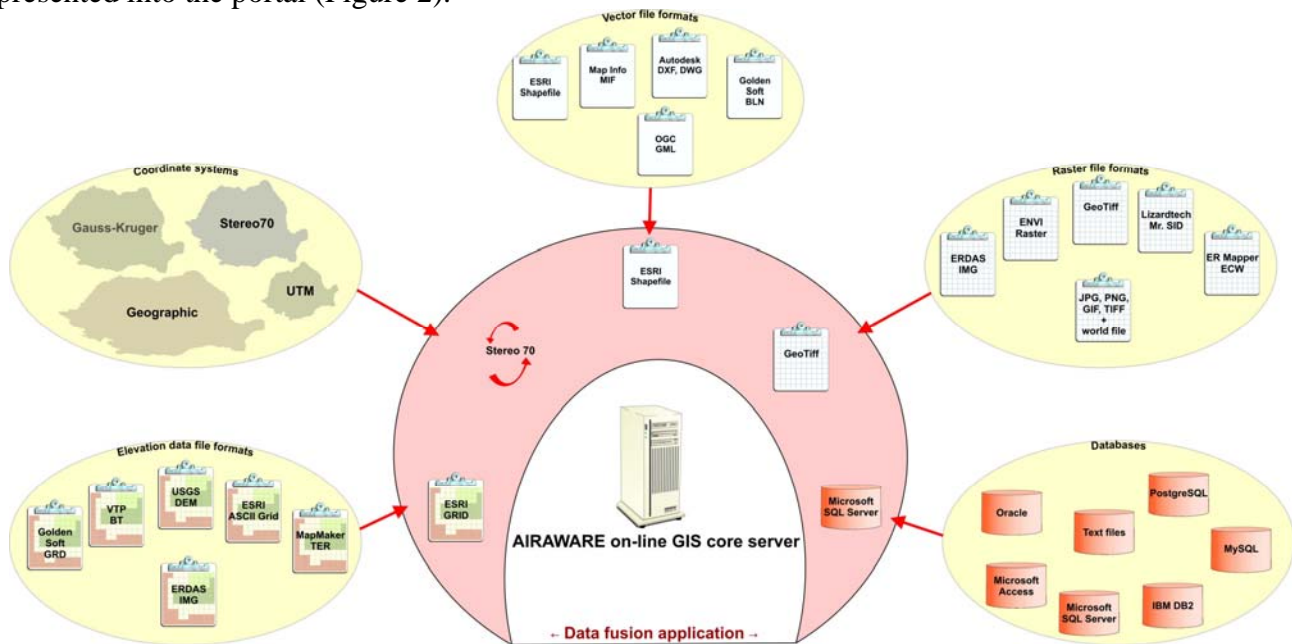 presented into the portal (Figure 2).
Vector file formats
ESRI
Shapefile
Map Info
MIF
Autodesk
DXF, DWG
Golden
Soft
BLN
OGC
GML
Coordinate systems
Gauss-Kruger
Stereo70
Geographic
UTM
Raster file formats
ERDAS
IMG
ENVI
Raster
GeoTiff
Lizardtech
Mr. SID
ER Mapper
ECW
JPG, PNG,
GIF, TIFF
+
world file
ESRI
Shapefile
Stereo 70
GeoTiff
ESRI
GRID
Microsoft
SQL Server
AIRAWARE on-line GIS core server
← Data fusion application →
Elevation data file formats
Golden
Soft
GRD
VTP
BT
USGS
DEM
ESRI
ASCII Grid
MapMaker
TER
ERDAS
IMG
Databases
Oracle
Text files
PostgreSQL
MySQL
Microsoft
Access
Microsoft
SQL Server
IBM DB2